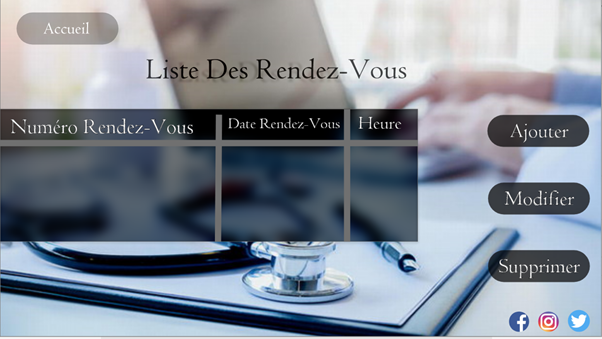 Accueil
Liste Des Rendez-Vous
Numéro Rendez-Vous
Date Rendez-Vous
Heure
Ajouter
Modifier
Supprimer